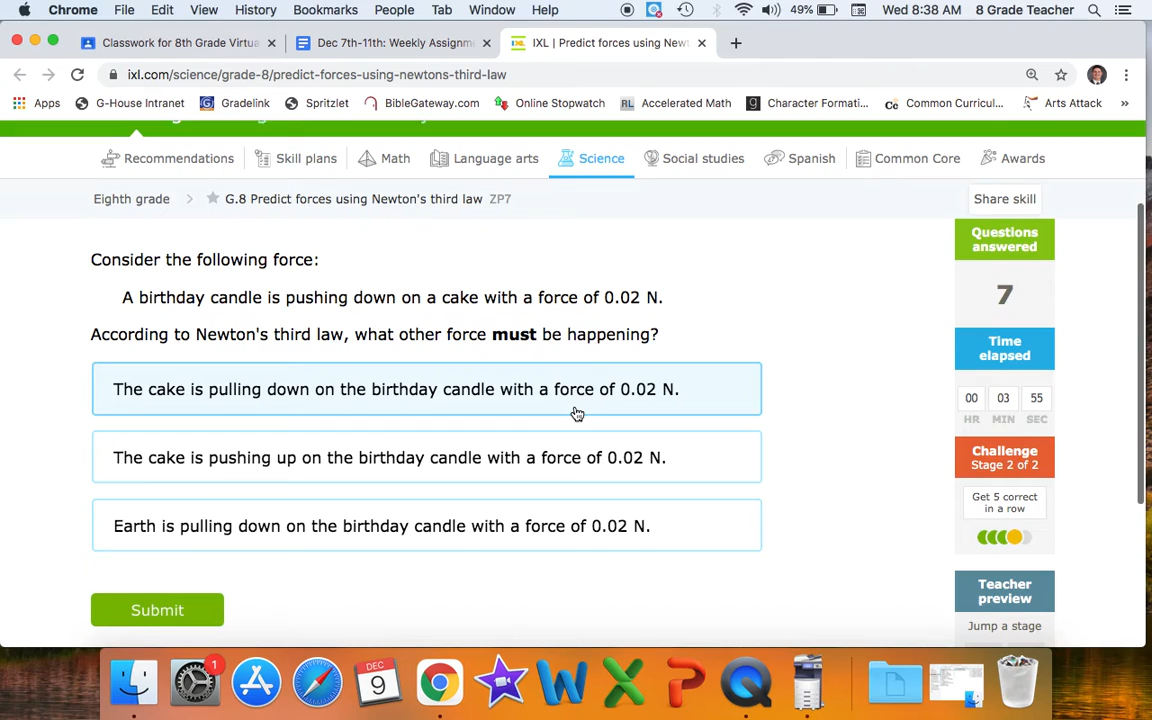 Chrome File Edit View History Bookmarks People Tab Window Help 49% Wed 8:38 AM 8 Grade Teacher
Classwork for 8th Grade Virtua Dec 7th-11th: Weekly Assignm IXL | Predict forces using Newt
ixl.com/science/grade-8/predict-forces-using-newtons-third-law
Apps G-House Intranet Gradelink Spritzlet BibleGateway.com Online Stopwatch RL Accelerated Math Character Formati... Cc Common Curricul... Arts Attack »
Recommendations Skill plans Math Language arts Science Social studies Spanish Common Core Awards
Eighth grade G.8 Predict forces using Newton's third law ZP7 Share skill
Consider the following force:
A birthday candle is pushing down on a cake with a force of 0.02 N.
According to Newton's third law, what other force must be happening?
The cake is pulling down on the birthday candle with a force of 0.02 N.
The cake is pushing up on the birthday candle with a force of 0.02 N.
Earth is pulling down on the birthday candle with a force of 0.02 N.
Submit
Questions
answered
7
Time
elapsed
00 03 55
HR MIN SEC
Challenge
Stage 2 of 2
Get 5 correct
in a row
Teacher
preview
Jump a stage
1
DEC
9